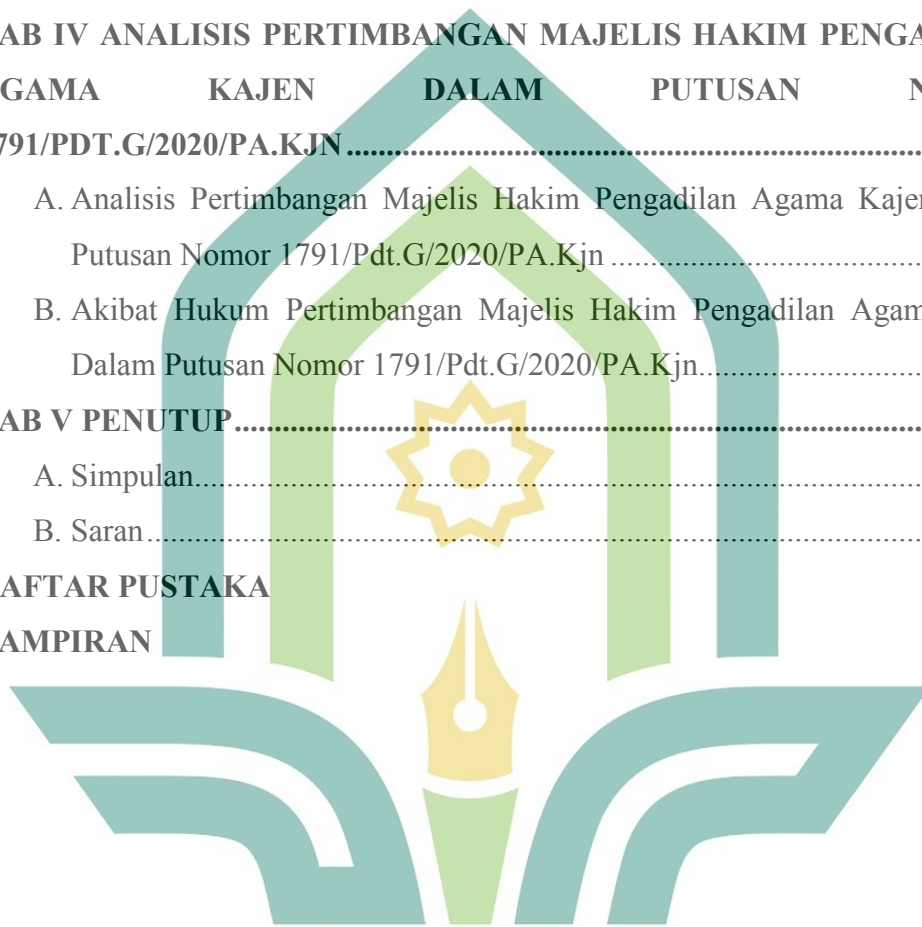 AB IV ANALISIS PERTIMBANGAN MAJELIS HAKIM PENGA
GAMA KAJEN DALAM PUTUSAN N
791/PDT.G/2020/PA.KJN........................................................................
A. Analisis Pertimbangan Majelis Hakim Pengadilan Agama Kajen
Putusan Nomor 1791/Pdt.G/2020/PA.Kjn.......................................
B. Akibat Hukum Pertimbangan Majelis Hakim Pengadilan Agam
Dalam Putusan Nomor 1791/Pdt.G/2020/PA.Kjn............................
AB V PENUTUP......................................................................................
A. Simpulan...........................................................................................
B. Saran.................................................................................................
AFTAR PUSTAKA
AMPIRAN